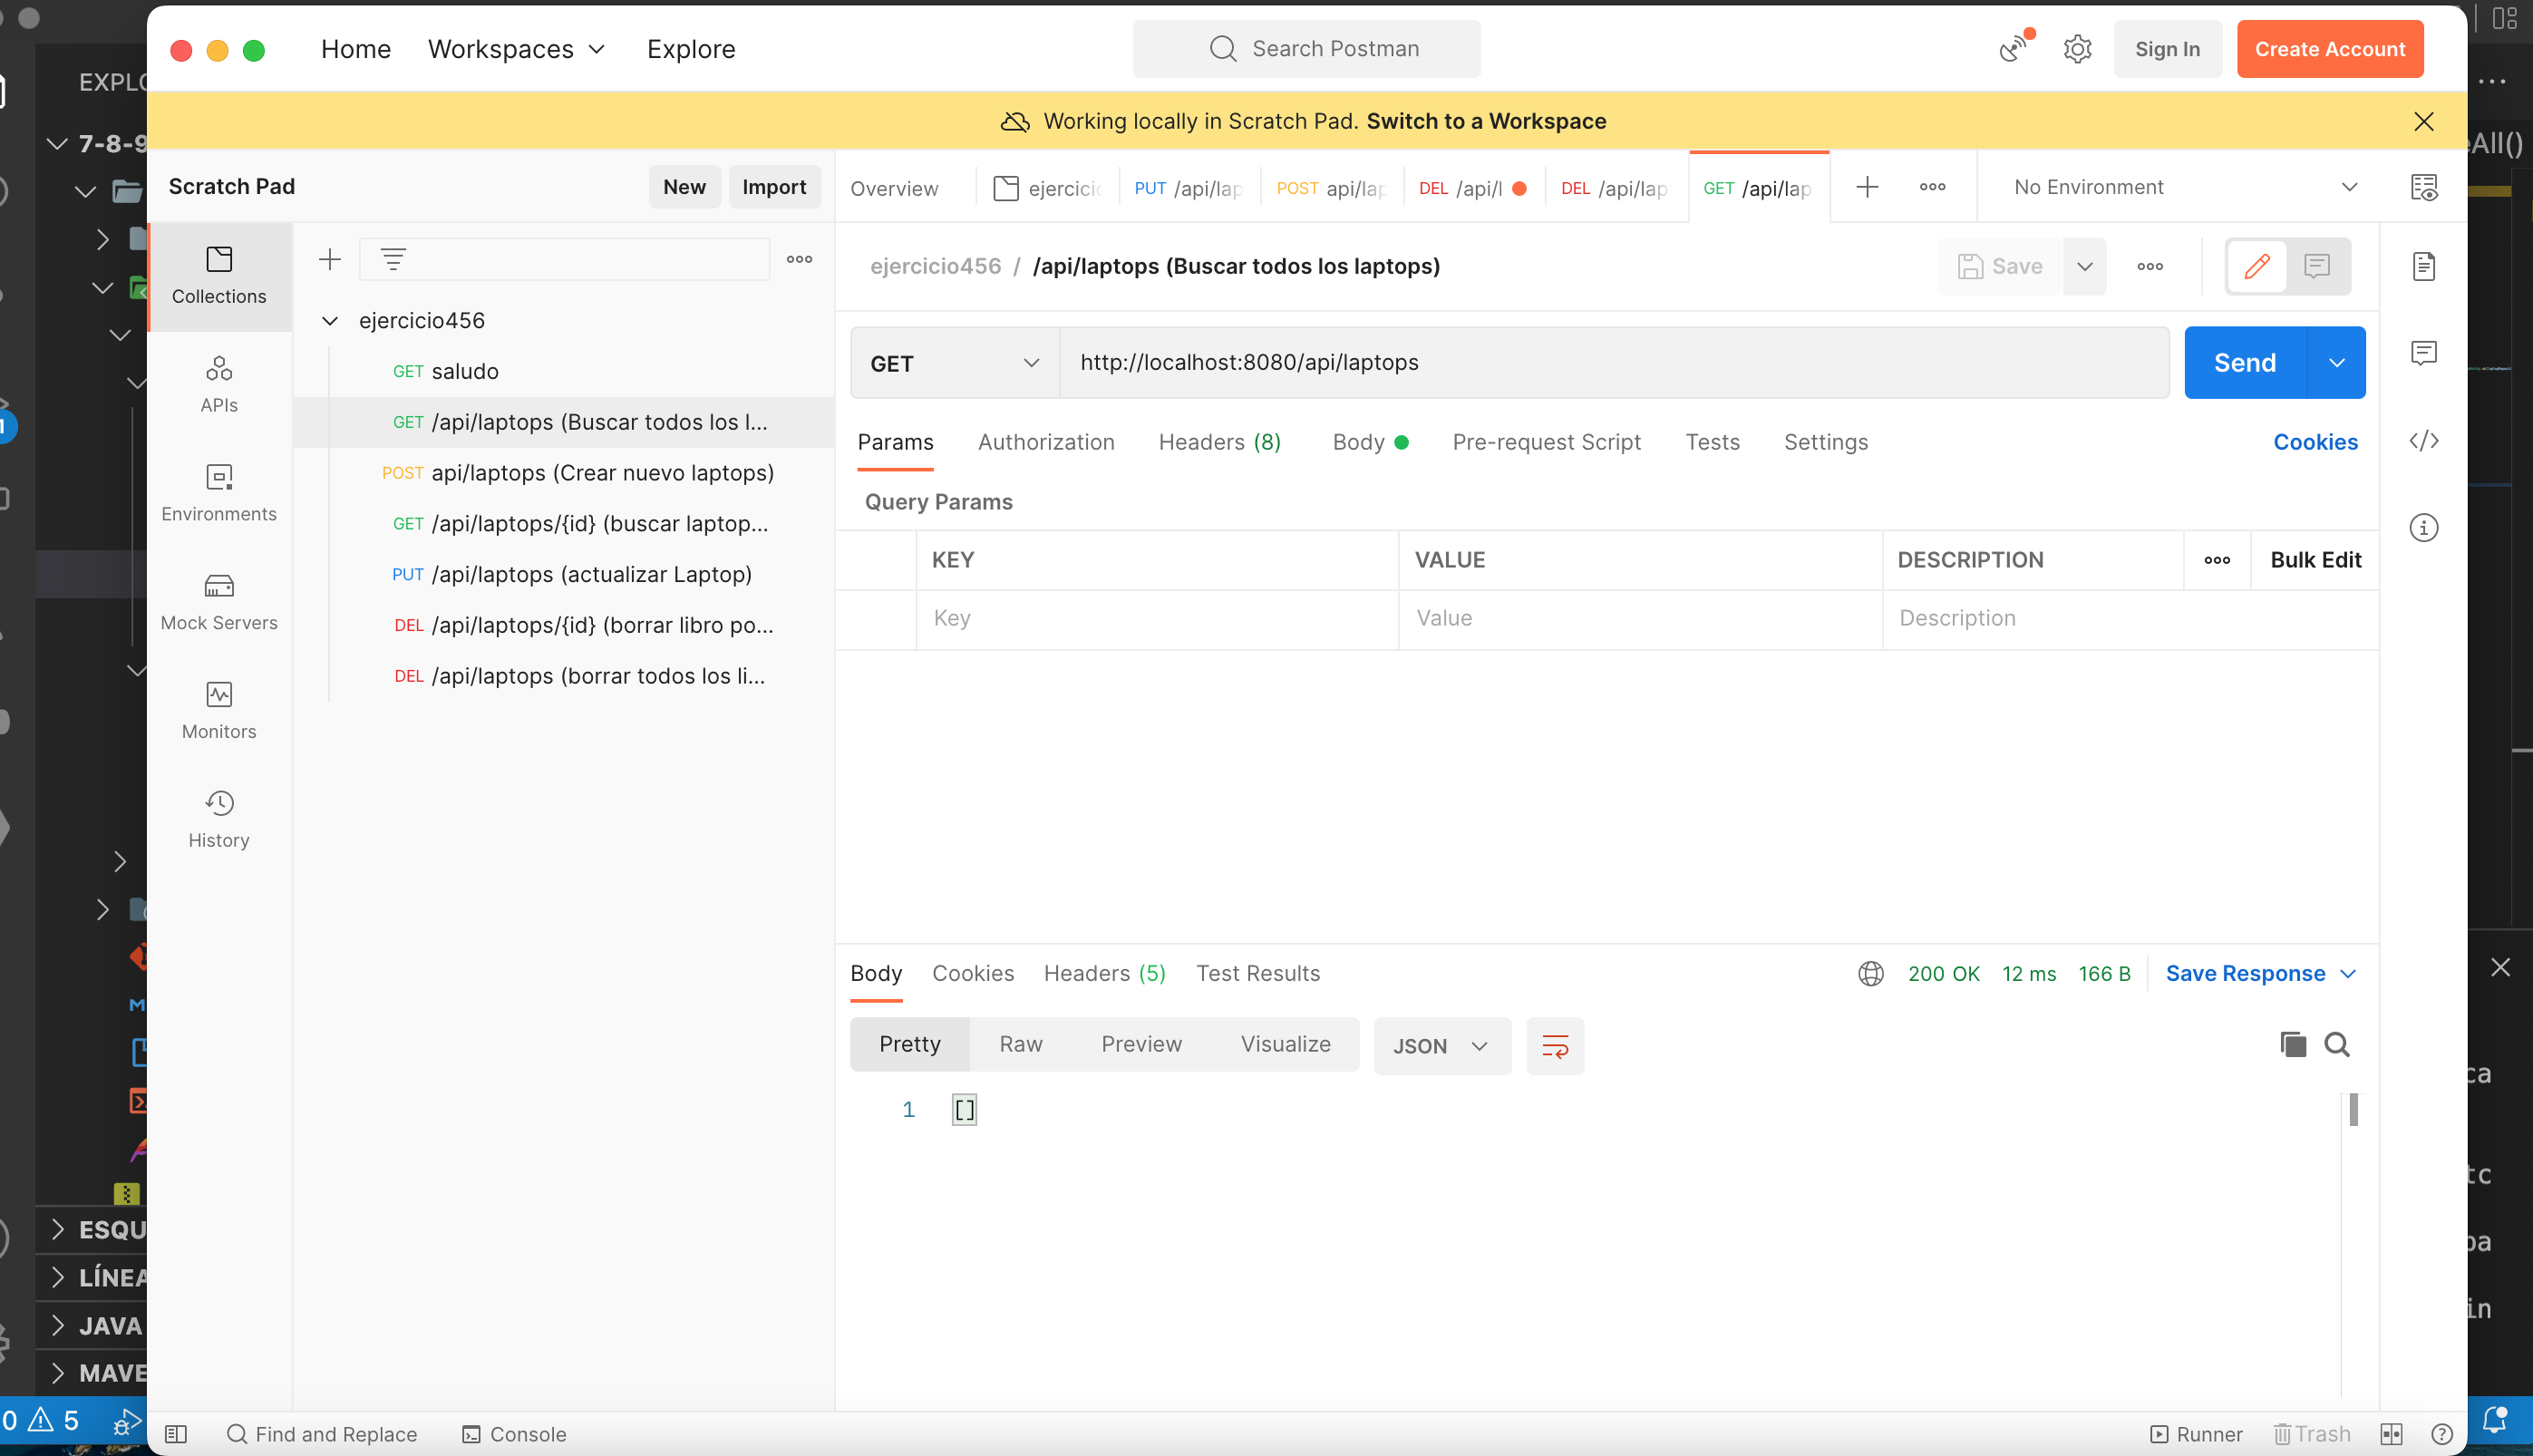 Home Workspaces Explore Search Postman Sign In Create Account
Working locally in Scratch Pad. Switch to a Workspace
Scratch Pad New Import
Overview ejercicio PUT /api/lap POST api/lap DEL /api/l DEL /api/lap GET /api/lap No Environment
EXPLO
7-8-9
eAll()
Collections
APIs
Environments
Mock Servers
Monitors
History
ejercicio456
GET saludo
GET /api/laptops (Buscar todos los l...
POST api/laptops (Crear nuevo laptops)
GET /api/laptops/{id} (buscar laptop...
PUT /api/laptops (actualizar Laptop)
DEL /api/laptops/{id} (borrar libro po...
DEL /api/laptops (borrar todos los li...
ejercicio456 / /api/laptops (Buscar todos los laptops) Save
GET http://localhost:8080/api/laptops Send
Params Authorization Headers (8) Body Pre-request Script Tests Settings Cookies
Query Params
KEY VALUE DESCRIPTION Bulk Edit
Key Value Description
Body Cookies Headers (5) Test Results 200 OK 12 ms 166 B Save Response
Pretty Raw Preview Visualize JSON
1 []
ca
tc
pa
in
ESQU
LÍNEA
JAVA
MAVE
0 5
Find and Replace Console Runner Trash